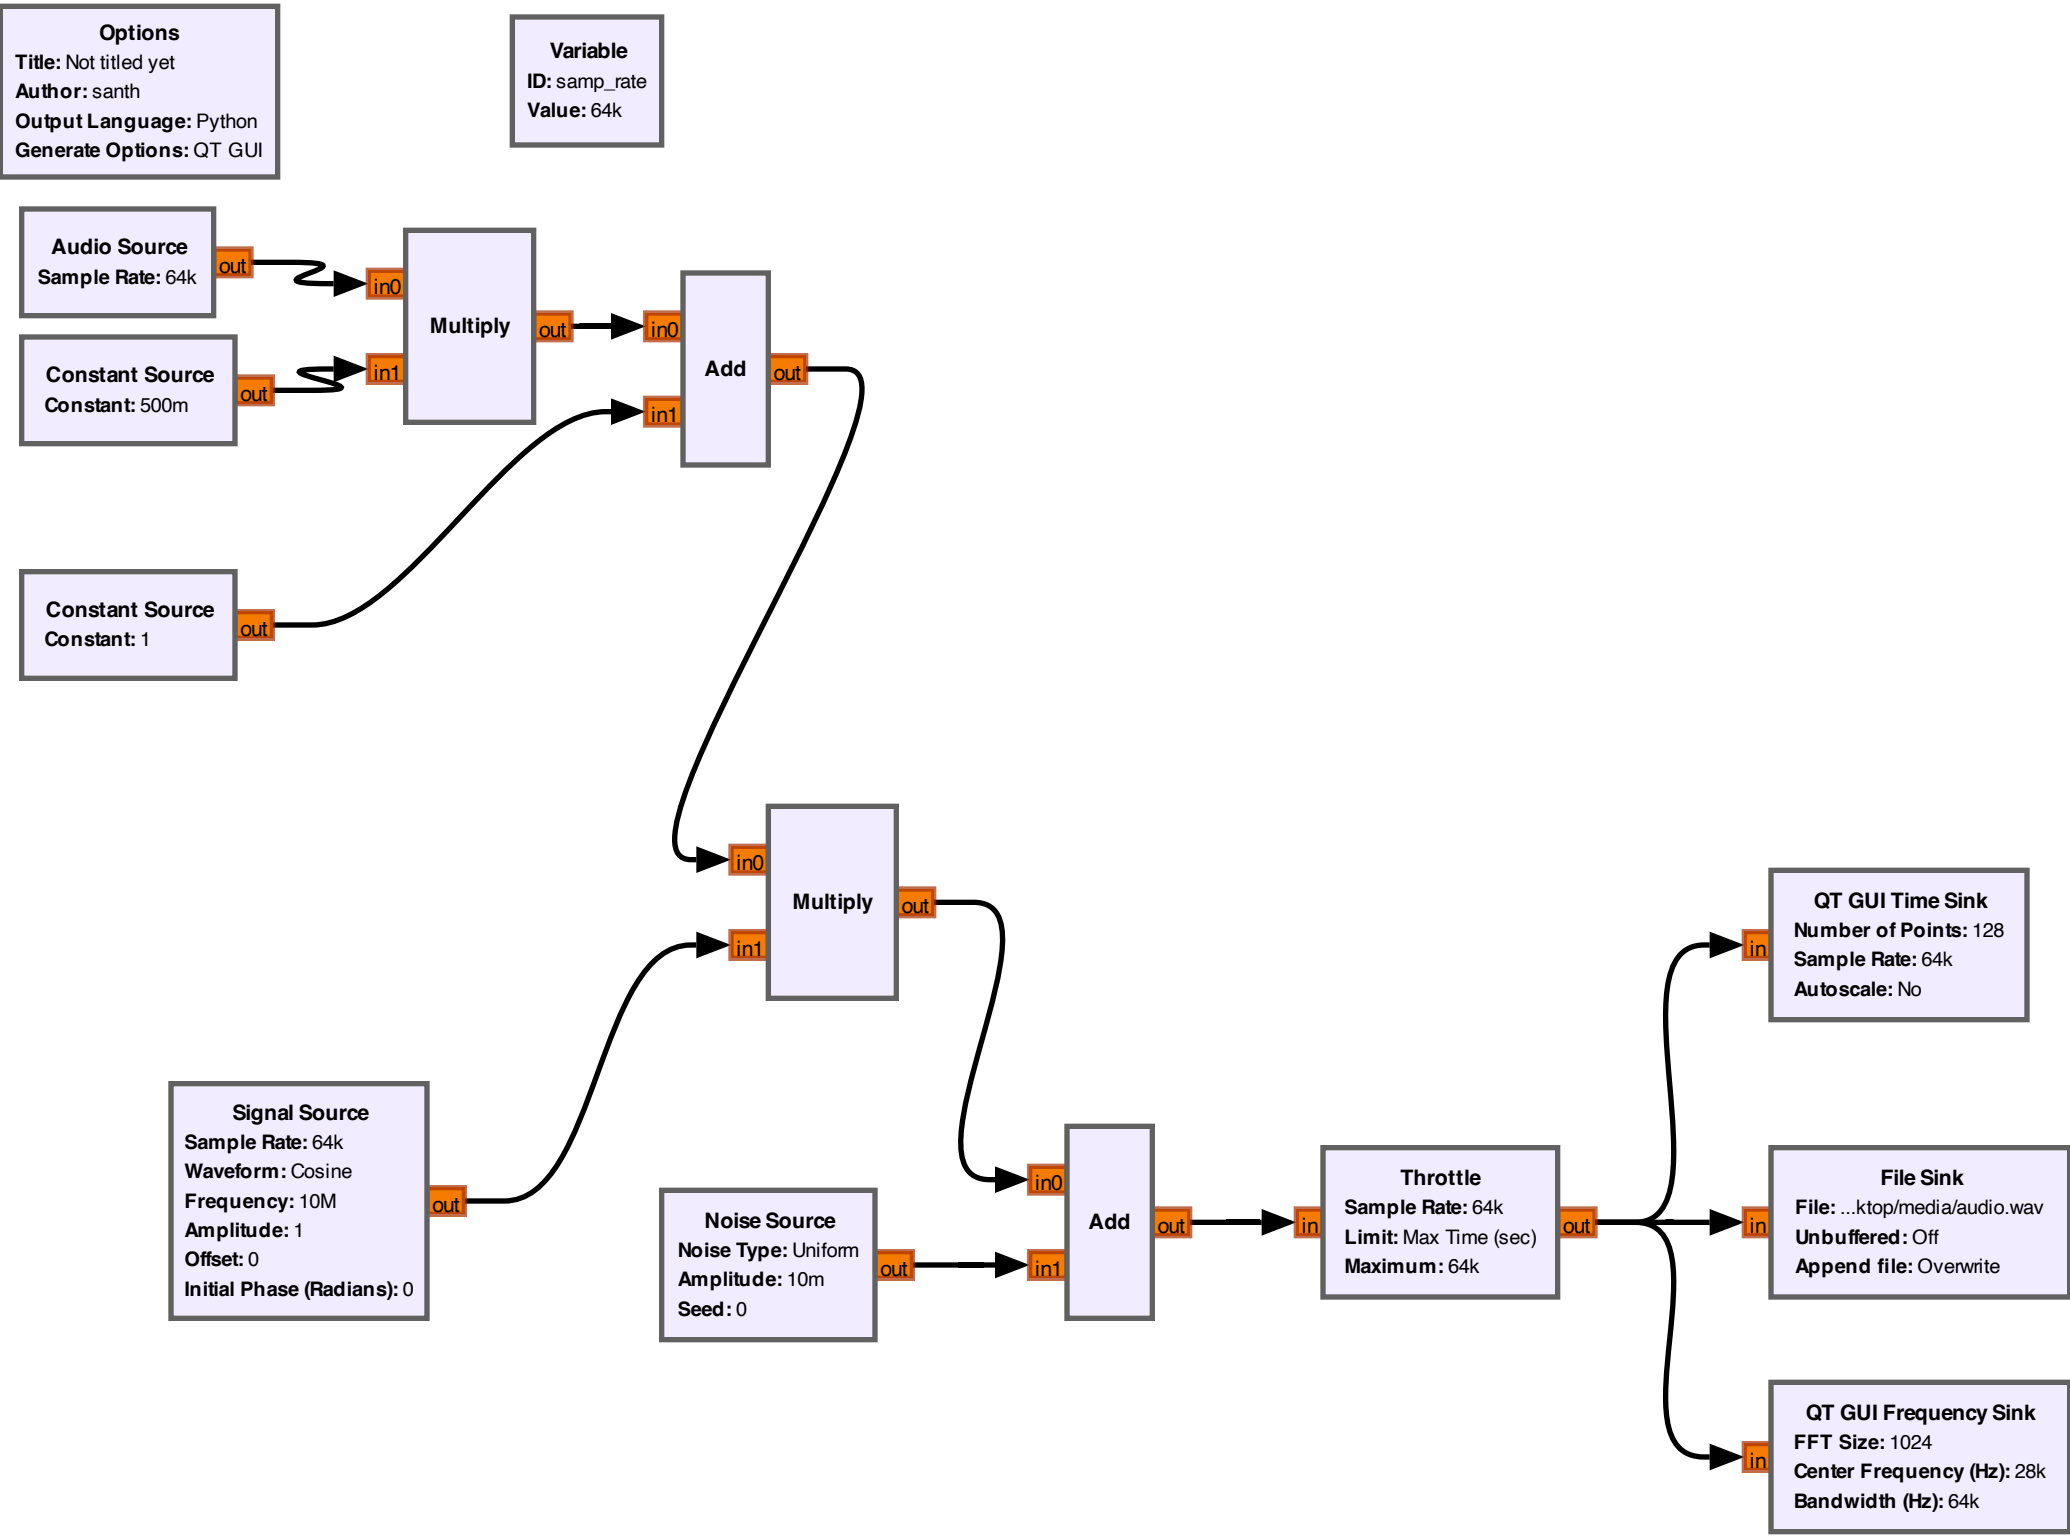 Options
Title: Not titled yet
Author: santh
Output Language: Python
Generate Options: QT GUI
Variable
ID: samp_rate
Value: 64k
Audio Source
Sample Rate: 64k
out
Constant Source
Constant: 500m
out
in0
in1
Multiply
out
in0
in1
Add
out
Constant Source
Constant: 1
out
in0
in1
Multiply
out
Signal Source
Sample Rate: 64k
Waveform: Cosine
Frequency: 10M
Amplitude: 1
Offset: 0
Initial Phase (Radians): 0
out
Noise Source
Noise Type: Uniform
Amplitude: 10m
Seed: 0
out
in0
in1
Add
out
in
Throttle
Sample Rate: 64k
Limit: Max Time (sec)
Maximum: 64k
out
in
QT GUI Time Sink
Number of Points: 128
Sample Rate: 64k
Autoscale: No
in
File Sink
File: ...ktop/media/audio.wav
Unbuffered: Off
Append file: Overwrite
in
QT GUI Frequency Sink
FFT Size: 1024
Center Frequency (Hz): 28k
Bandwidth (Hz): 64k